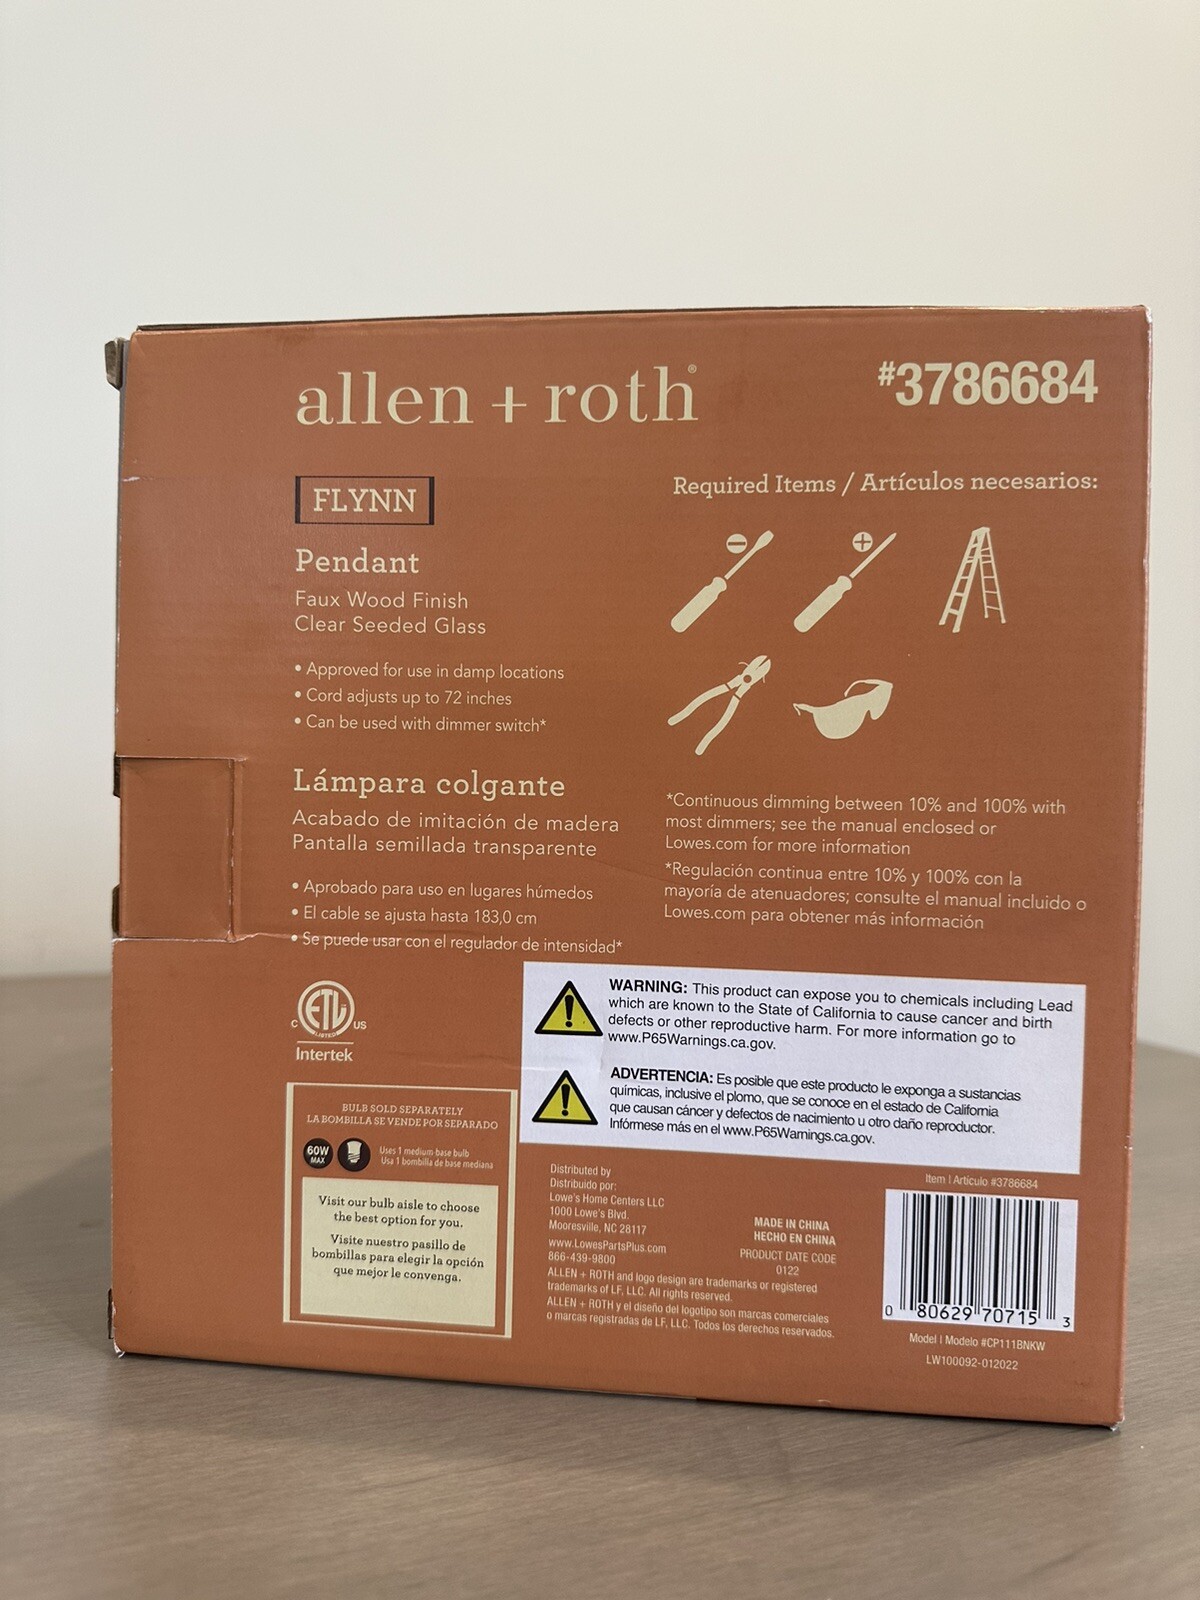 allen + roth®
#3786684
FLYNN
Pendant
Faux Wood Finish
Clear Seeded Glass
• Approved for use in damp locations
• Cord adjusts up to 72 inches
• Can be used with dimmer switch*
Lámpara colgante
Acabado de imitación de madera
Pantalla semillada transparente
• Aprobado para uso en lugares húmedos
• El cable se ajusta hasta 183,0 cm
• Se puede usar con el regulador de intensidad*
Required Items / Artículos necesarios:
*Continuous dimming between 10% and 100% with
most dimmers; see the manual enclosed or
Lowes.com for more information
*Regulación continua entre 10% y 100% con la
mayoría de atenuadores; consulte el manual incluido o
Lowes.com para obtener más información
C ETL US
LISTED
Intertek
WARNING: This product can expose you to chemicals including Lead
which are known to the State of California to cause cancer and birth
defects or other reproductive harm. For more information go to
www.P65Warnings.ca.gov.
ADVERTENCIA: Es posible que este producto le exponga a sustancias
químicas, inclusive el plomo, que se conoce en el estado de California
que causan cáncer y defectos de nacimiento u otro daño reproductor.
Infórmese más en el www.P65Warnings.ca.gov.
BULB SOLD SEPARATELY
LA BOMBILLA SE VENDE POR SEPARADO
60W
MAX
Uses 1 medium base bulb
Usa 1 bombilla de base mediana
Visit our bulb aisle to choose
the best option for you.
Visite nuestro pasillo de
bombillas para elegir la opción
que mejor le convenga.
Distributed by
Distribuido por:
Lowe's Home Centers LLC
1000 Lowe's Blvd.
Mooresville, NC 28117
www.LowesPartsPlus.com
866-439-9800
ALLEN + ROTH and logo design are trademarks or registered
trademarks of LF, LLC. All rights reserved.
ALLEN + ROTH y el diseño del logotipo son marcas comerciales
o marcas registradas de LF, LLC. Todos los derechos reservados.
MADE IN CHINA
HECHO EN CHINA
PRODUCT DATE CODE
0122
Item | Artículo #3786684
0 80629 70715 3
Model | Modelo #CP111BNKW
LW100092-012022